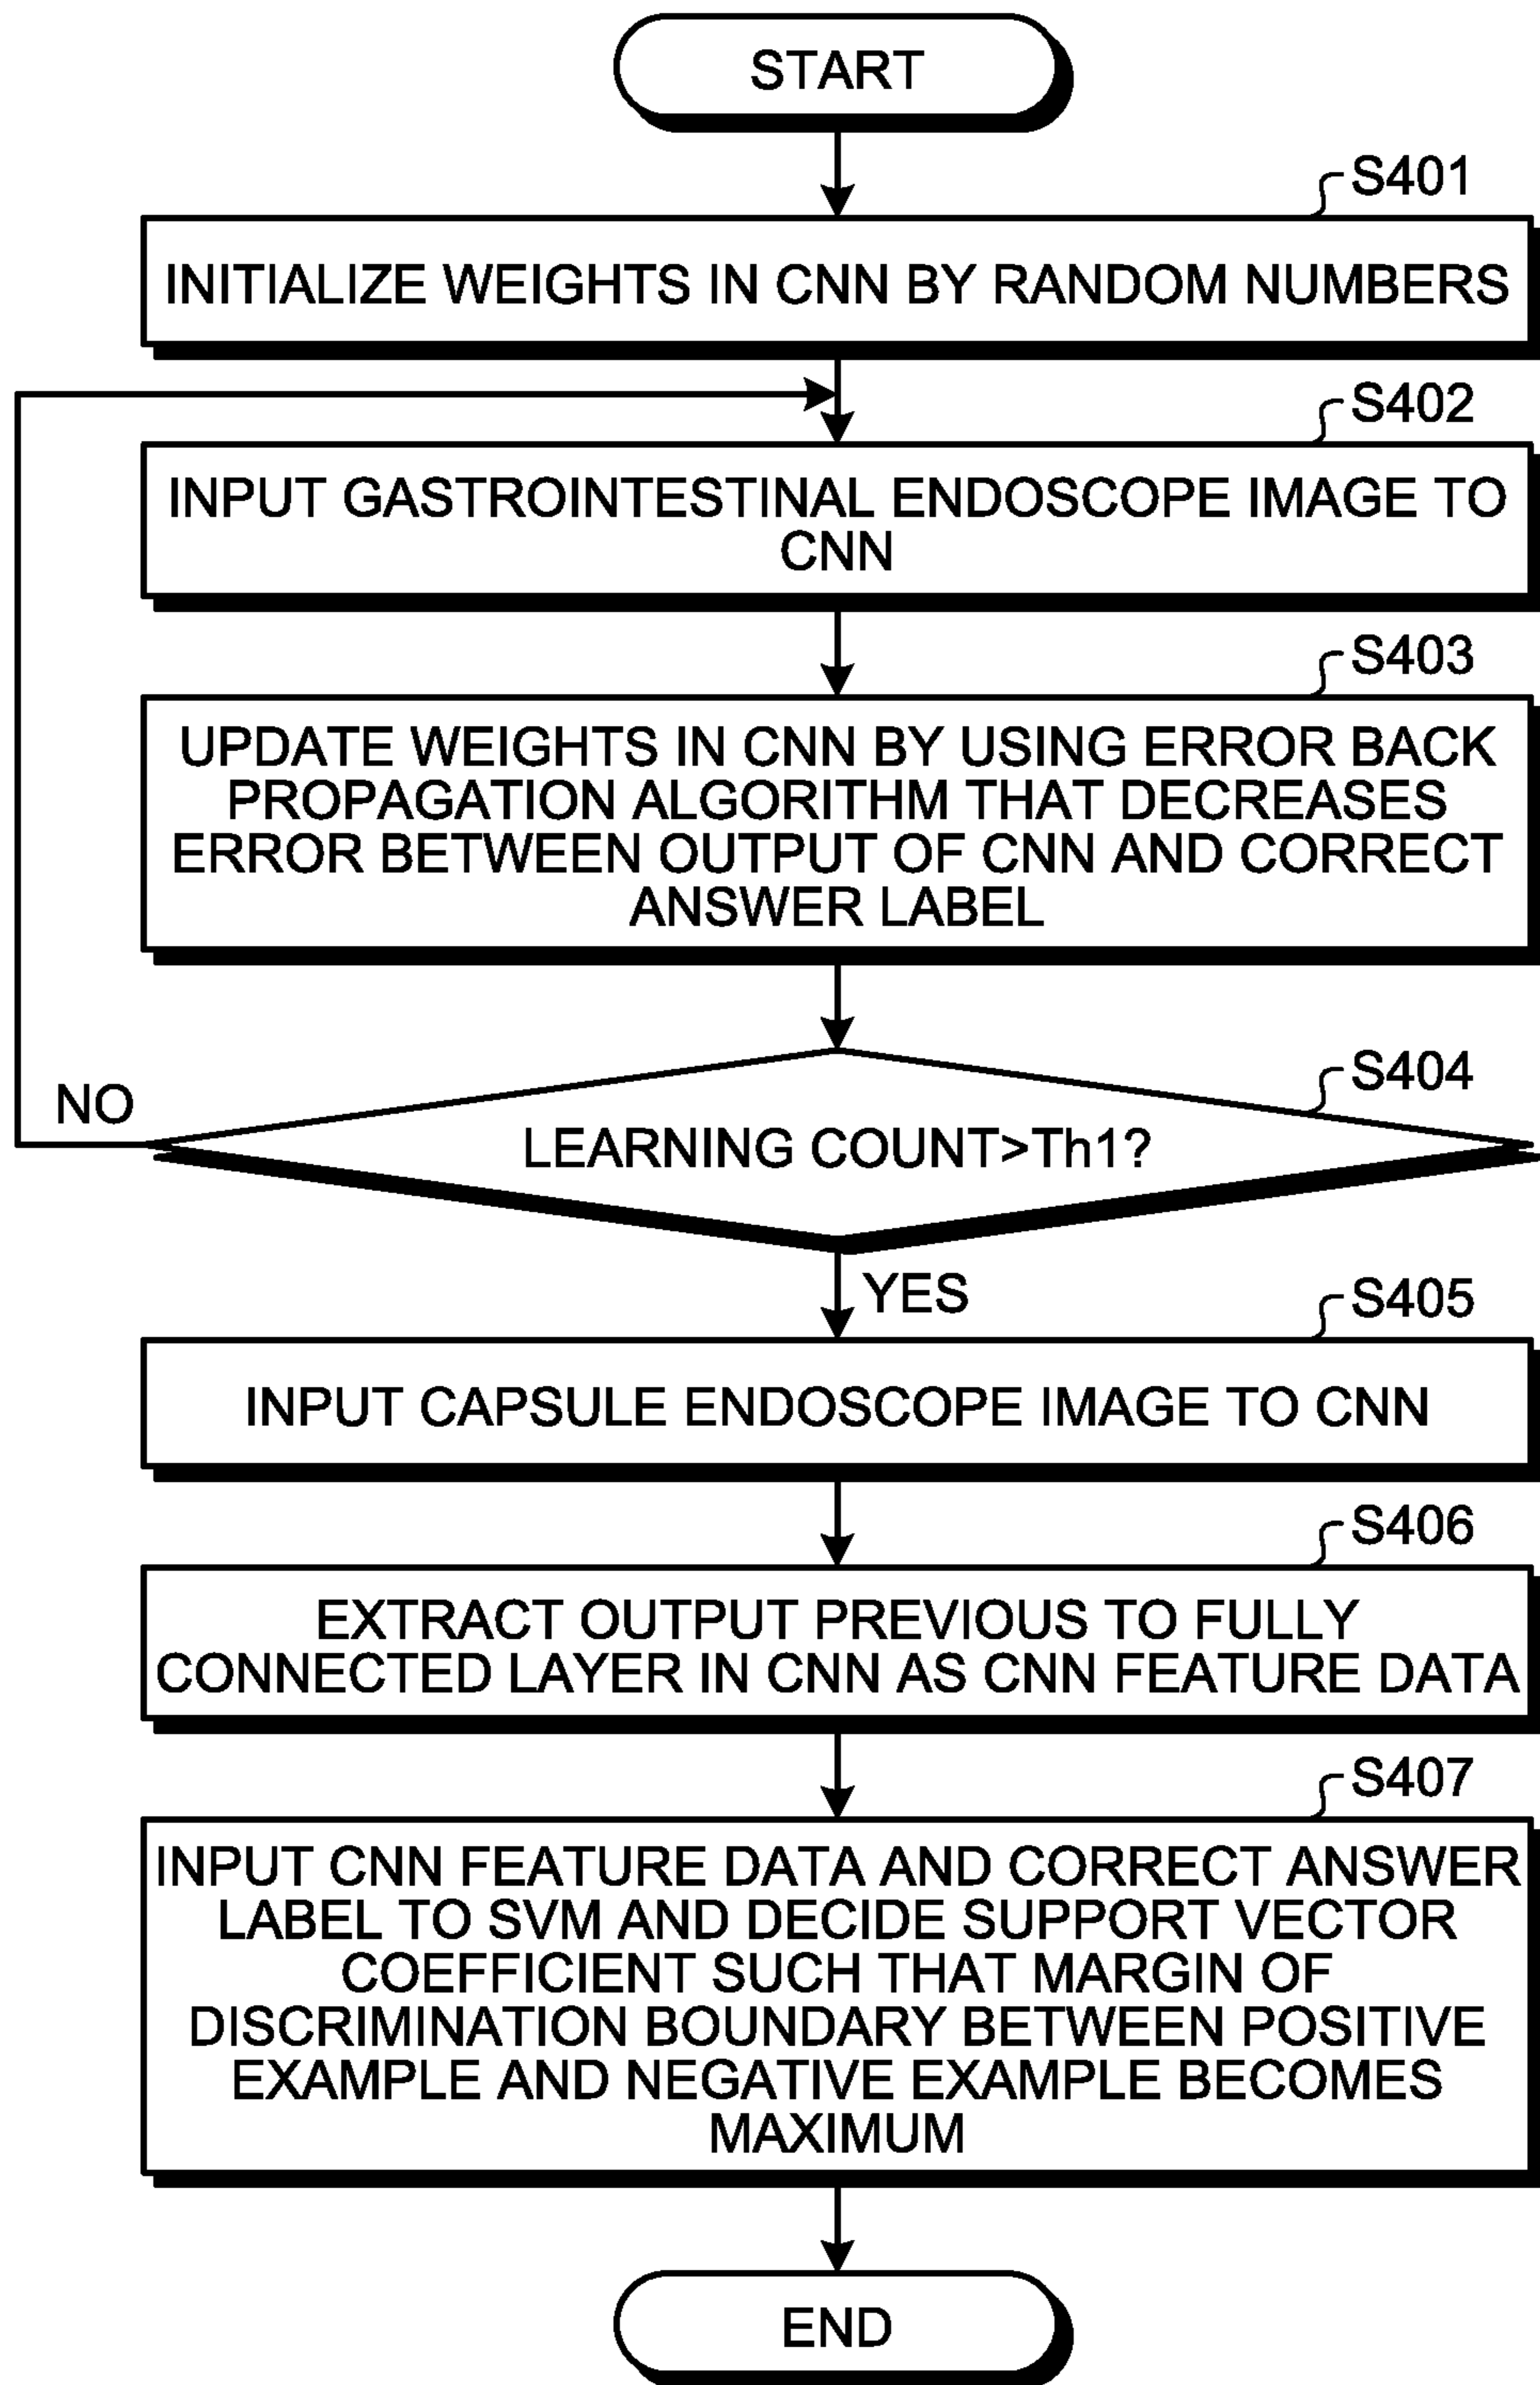 START
S401
INITIALIZE WEIGHTS IN CNN BY RANDOM NUMBERS
S402
INPUT GASTROINTESTINAL ENDOSCOPE IMAGE TO
CNN
S403
UPDATE WEIGHTS IN CNN BY USING ERROR BACK
PROPAGATION ALGORITHM THAT DECREASES
ERROR BETWEEN OUTPUT OF CNN AND CORRECT
ANSWER LABEL
S404
NO
LEARNING COUNT>Th1?
YES
S405
INPUT CAPSULE ENDOSCOPE IMAGE TO CNN
S406
EXTRACT OUTPUT PREVIOUS TO FULLY
CONNECTED LAYER IN CNN AS CNN FEATURE DATA
S407
INPUT CNN FEATURE DATA AND CORRECT ANSWER
LABEL TO SVM AND DECIDE SUPPORT VECTOR
COEFFICIENT SUCH THAT MARGIN OF
DISCRIMINATION BOUNDARY BETWEEN POSITIVE
EXAMPLE AND NEGATIVE EXAMPLE BECOMES
MAXIMUM
END